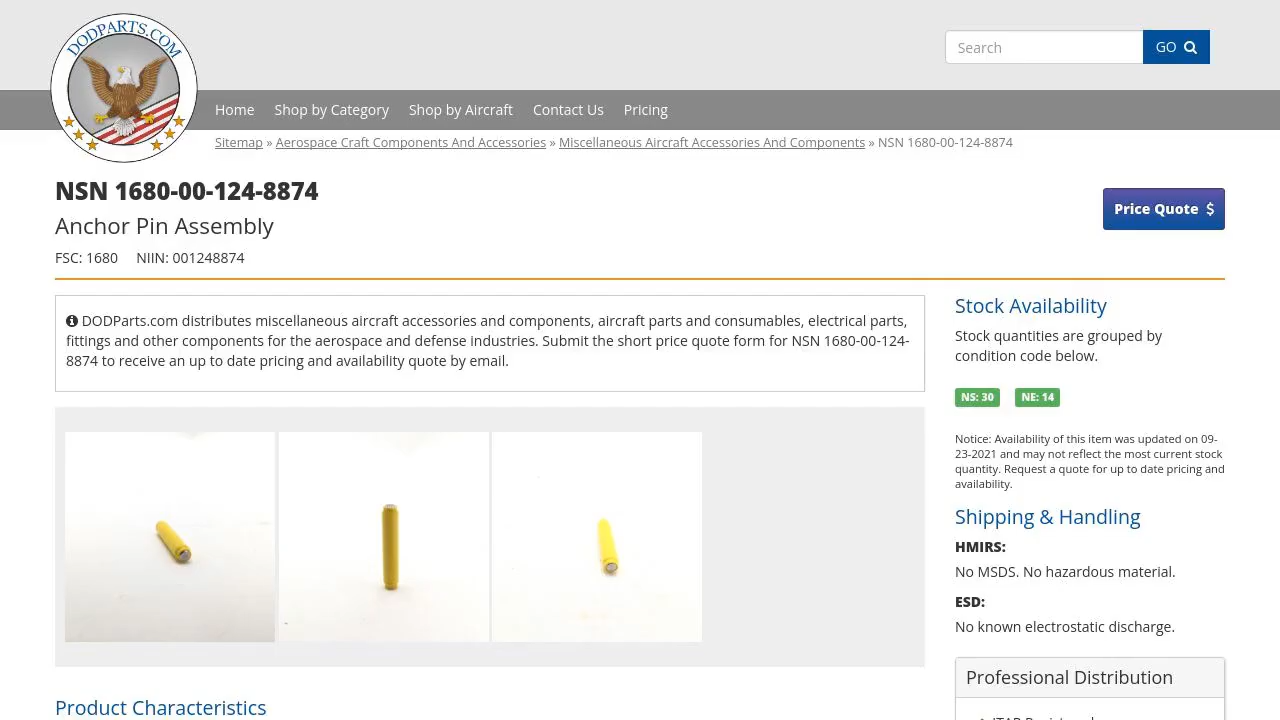 DODPARTS.COM
Search
GO
Home Shop by Category Shop by Aircraft Contact Us Pricing
Sitemap » Aerospace Craft Components And Accessories » Miscellaneous Aircraft Accessories And Components » NSN 1680-00-124-8874
NSN 1680-00-124-8874
Anchor Pin Assembly
FSC: 1680 NIIN: 001248874
Price Quote $
DODParts.com distributes miscellaneous aircraft accessories and components, aircraft parts and consumables, electrical parts,
fittings and other components for the aerospace and defense industries. Submit the short price quote form for NSN 1680-00-124-
8874 to receive an up to date pricing and availability quote by email.
Product Characteristics
Stock Availability
Stock quantities are grouped by
condition code below.
NS: 30 NE: 14
Notice: Availability of this item was updated on 09-
23-2021 and may not reflect the most current stock
quantity. Request a quote for up to date pricing and
availability.
Shipping & Handling
HMIRS:
No MSDS. No hazardous material.
ESD:
No known electrostatic discharge.
Professional Distribution